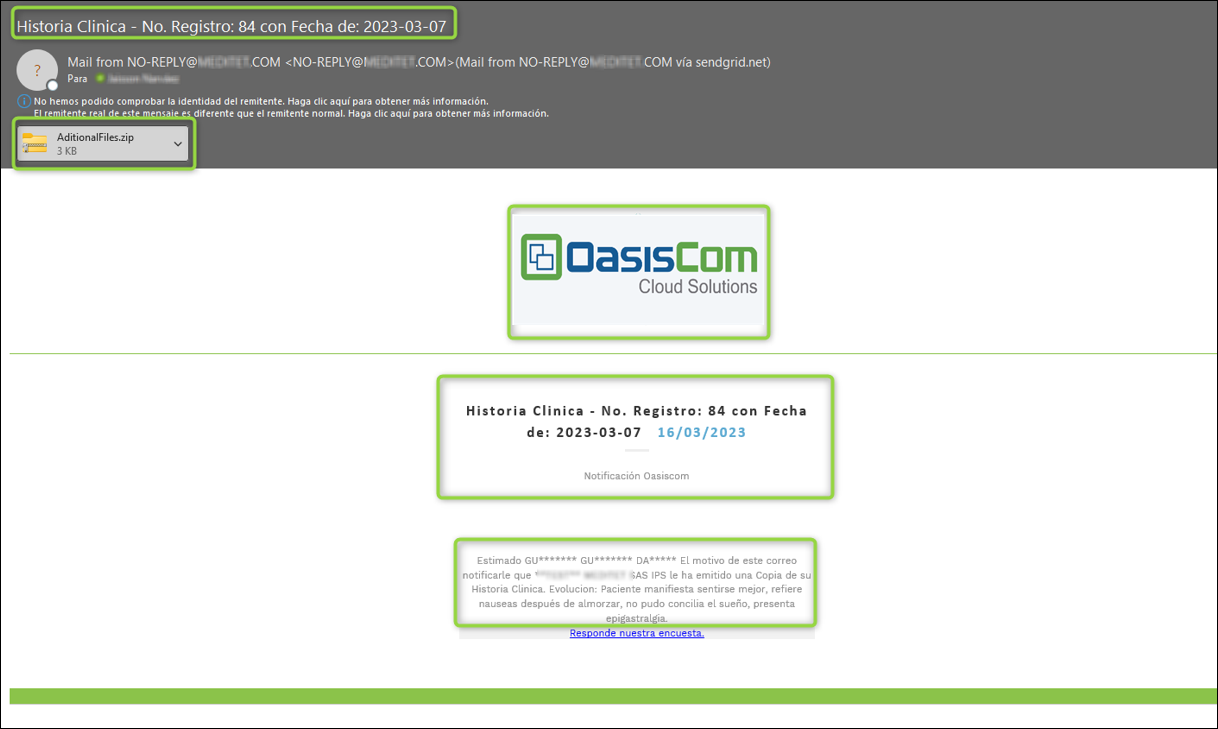 Historia Clinica - No. Registro: 84 con Fecha de: 2023-03-07
?
Mail from NO-REPLY@ .COM <NO-REPLY@ .COM>(Mail from NO-REPLY@ .COM vía sendgrid.net)
Para
No hemos podido comprobar la identidad del remitente. Haga clic aquí para obtener más información.
El remitente real de este mensaje es diferente que el remitente normal. Haga clic aquí para obtener más información.
AditionalFiles.zip
3 KB
OasisCom
Cloud Solutions
Historia Clinica - No. Registro: 84 con Fecha
de: 2023-03-07 16/03/2023
Notificación Oasiscom
Estimado GU******* GU******* DA***** El motivo de este correo
notificarle que SAS IPS le ha emitido una Copia de su
Historia Clinica. Evolucion: Paciente manifiesta sentirse mejor, refiere
nauseas después de almorzar, no pudo concilia el sueño, presenta
epigastralgia.
Responde nuestra encuesta.